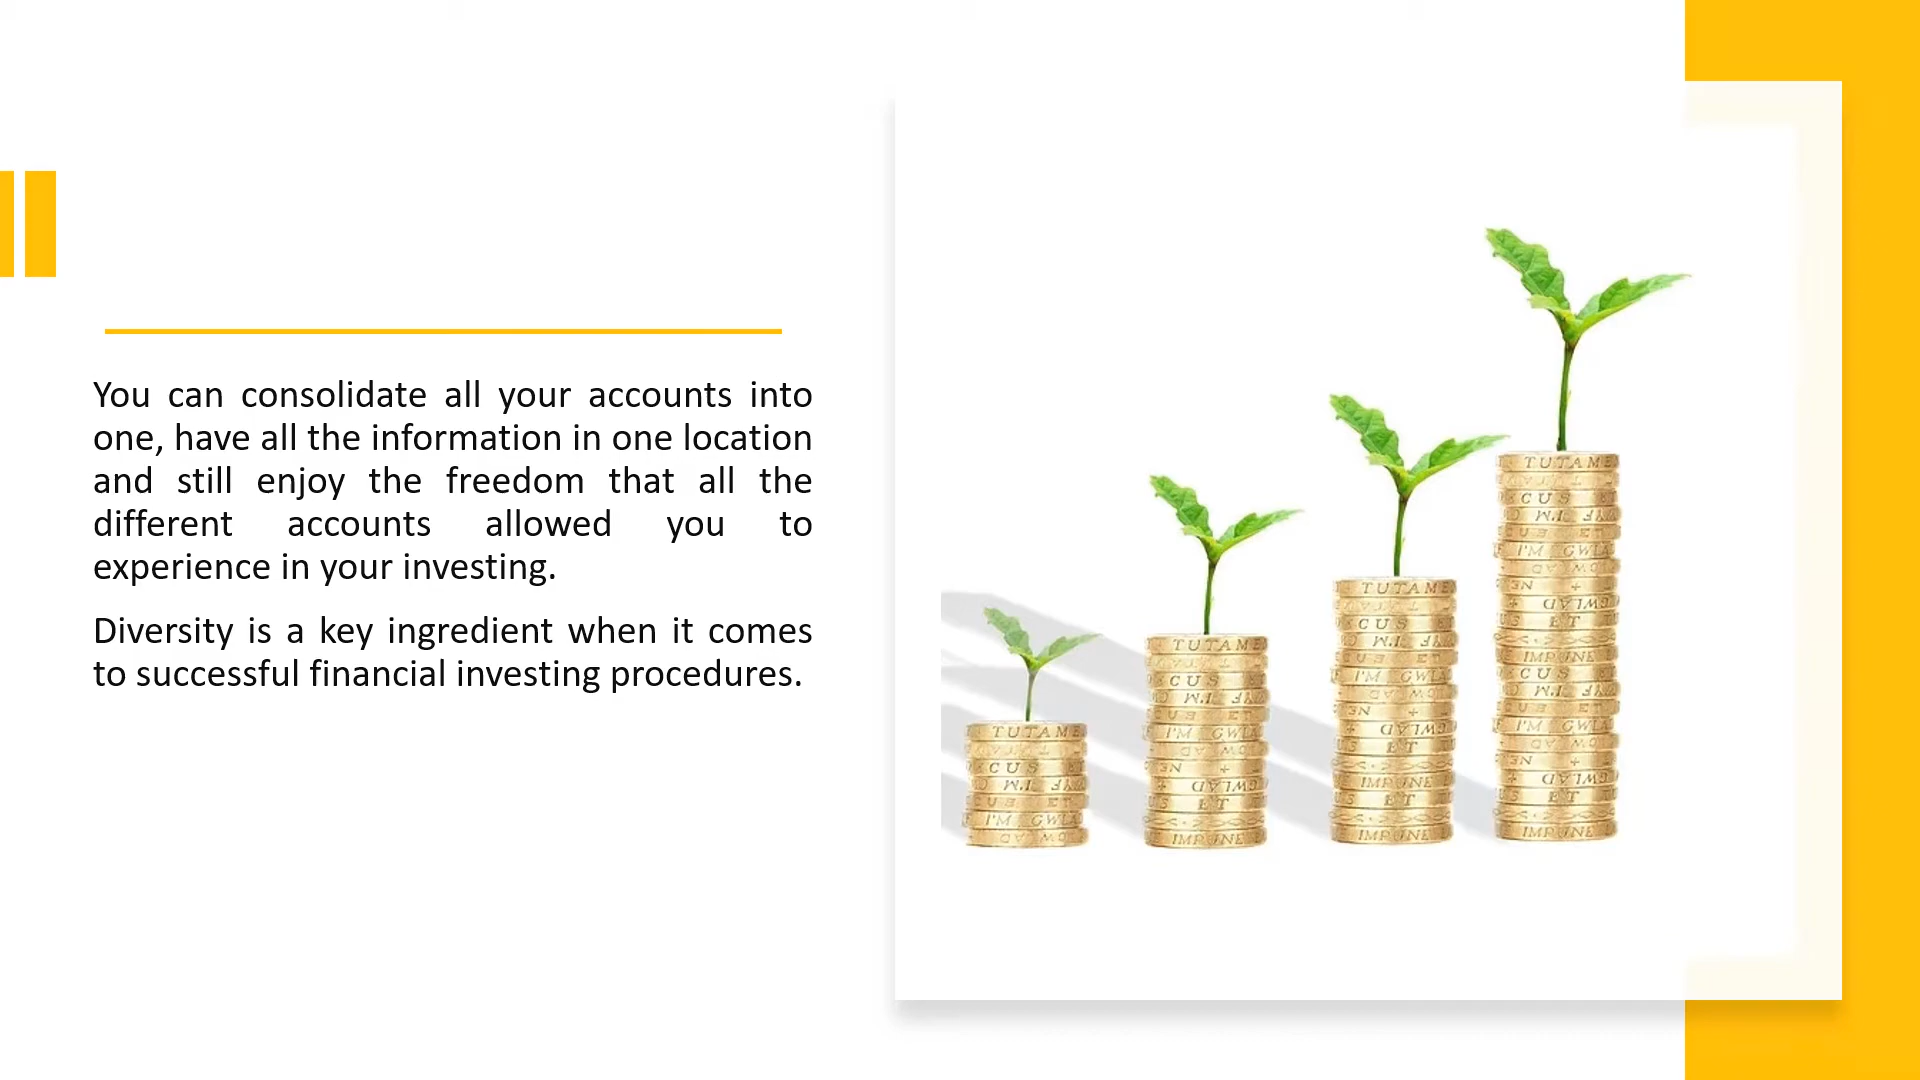 You can consolidate all your accounts into
one, have all the information in one location
and still enjoy the freedom that all the
different accounts allowed you to
experience in your investing.
Diversity is a key ingredient when it comes
to successful financial investing procedures.